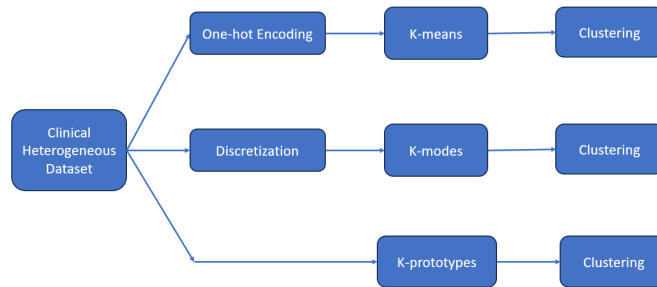 One-hot Encoding
K-means
Clustering
Clinical
Heterogeneous
Dataset
Discretization
K-modes
Clustering
K-prototypes
Clustering